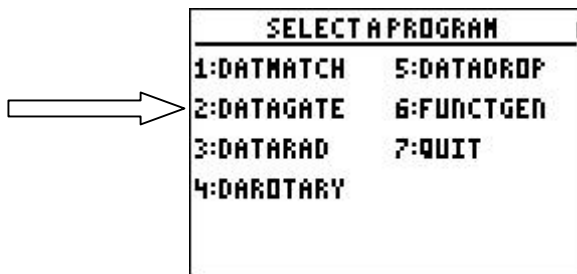 SELECT A PROGRAM
1:DATMATCH 5:DATADROP
2:DATAGATE 6:FUNCTGEN
3:DATARAD 7:QUIT
4:DAROTARY